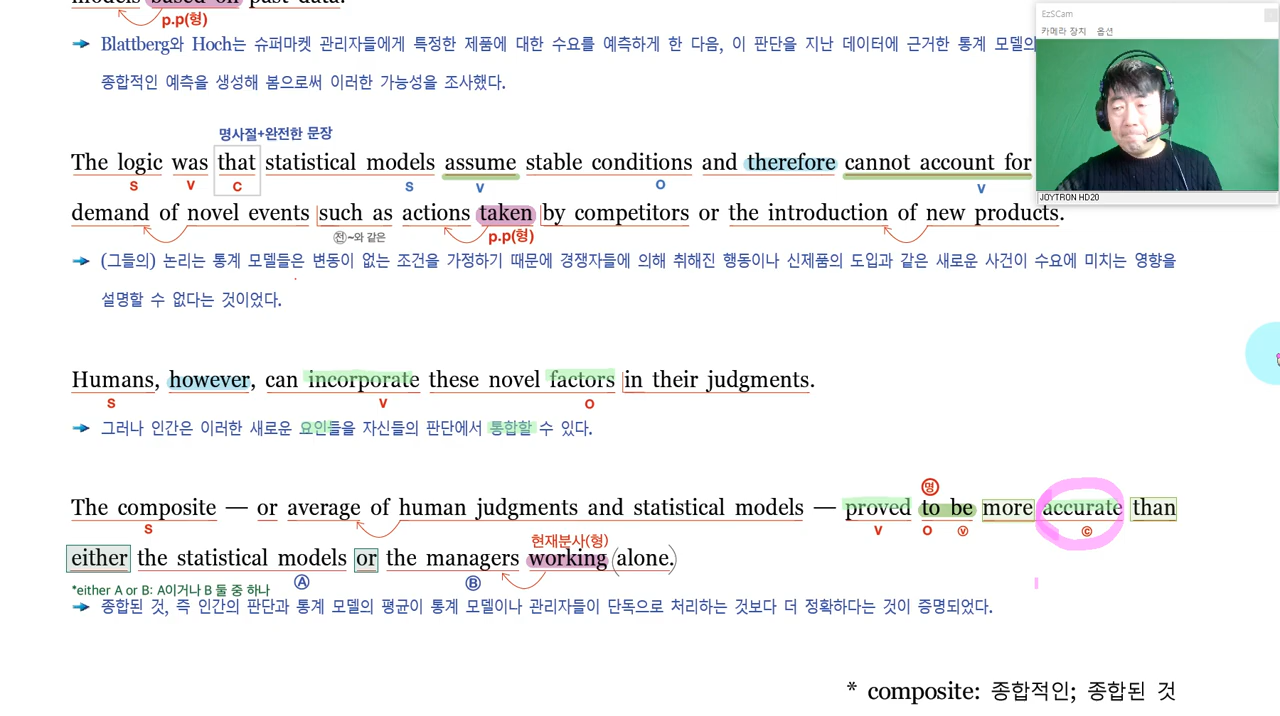 models based on past data.
p.p(형)
Blattberg와 Hoch는 슈퍼마켓 관리자들에게 특정한 제품에 대한 수요를 예측하게 한 다음, 이 판단을 지난 데이터에 근거한 통계 모델의
종합적인 예측을 생성해 봄으로써 이러한 가능성을 조사했다.
명사절+완전한 문장
The logic was that statistical models assume stable conditions and therefore cannot account for
S V C S V O V
demand of novel events such as actions taken by competitors or the introduction of new products.
전~와 같은 p.p(형)
(그들의) 논리는 통계 모델들은 변동이 없는 조건을 가정하기 때문에 경쟁자들에 의해 취해진 행동이나 신제품의 도입과 같은 새로운 사건이 수요에 미치는 영향을
설명할 수 없다는 것이었다.
Humans, however, can incorporate these novel factors in their judgments.
S V O
그러나 인간은 이러한 새로운 요인들을 자신들의 판단에서 통합할 수 있다.
명
The composite — or average of human judgments and statistical models — proved to be more accurate than
S V O ⓥ ⓒ
현재분사(형)
either the statistical models or the managers working (alone.)
*either A or B: A이거나 B 둘 중 하나 Ⓐ Ⓑ
종합된 것, 즉 인간의 판단과 통계 모델의 평균이 통계 모델이나 관리자들이 단독으로 처리하는 것보다 더 정확하다는 것이 증명되었다.
* composite: 종합적인; 종합된 것
EzSCam
카메라 장치 옵션
JOYTRON HD20